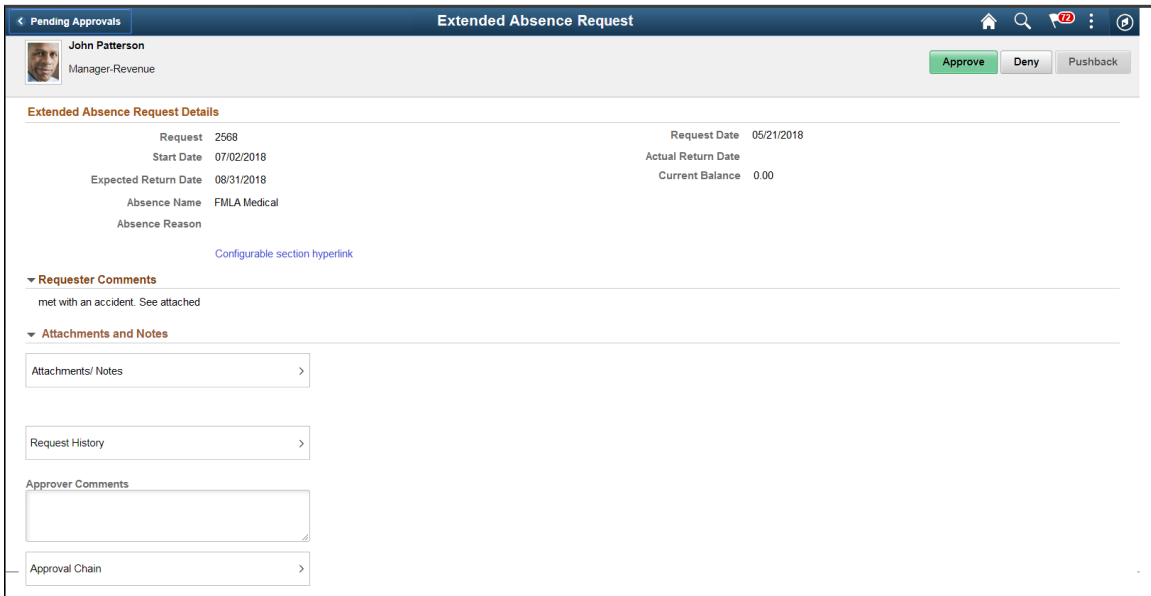 Pending Approvals
Extended Absence Request
72
John Patterson
Manager-Revenue
Approve Deny Pushback
Extended Absence Request Details
Request 2568 Request Date 05/21/2018
Start Date 07/02/2018 Actual Return Date
Expected Return Date 08/31/2018 Current Balance 0.00
Absence Name FMLA Medical
Absence Reason
Configurable section hyperlink
Requester Comments
met with an accident. See attached
Attachments and Notes
Attachments/ Notes
Request History
Approver Comments
Approval Chain